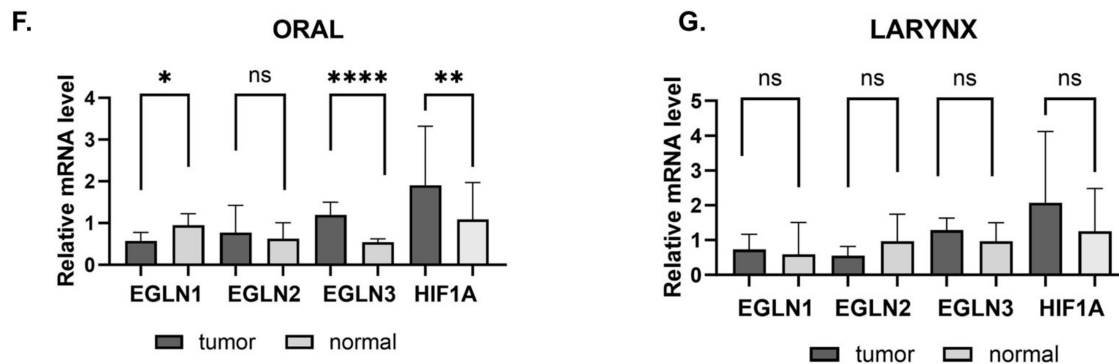 F.
ORAL
* ns **** **
4
3
2
1
0
Relative mRNA level
EGLN1 EGLN2 EGLN3 HIF1A
tumor normal
G.
LARYNX
ns ns ns ns
5
4
3
2
1
0
Relative mRNA level
EGLN1 EGLN2 EGLN3 HIF1A
tumor normal